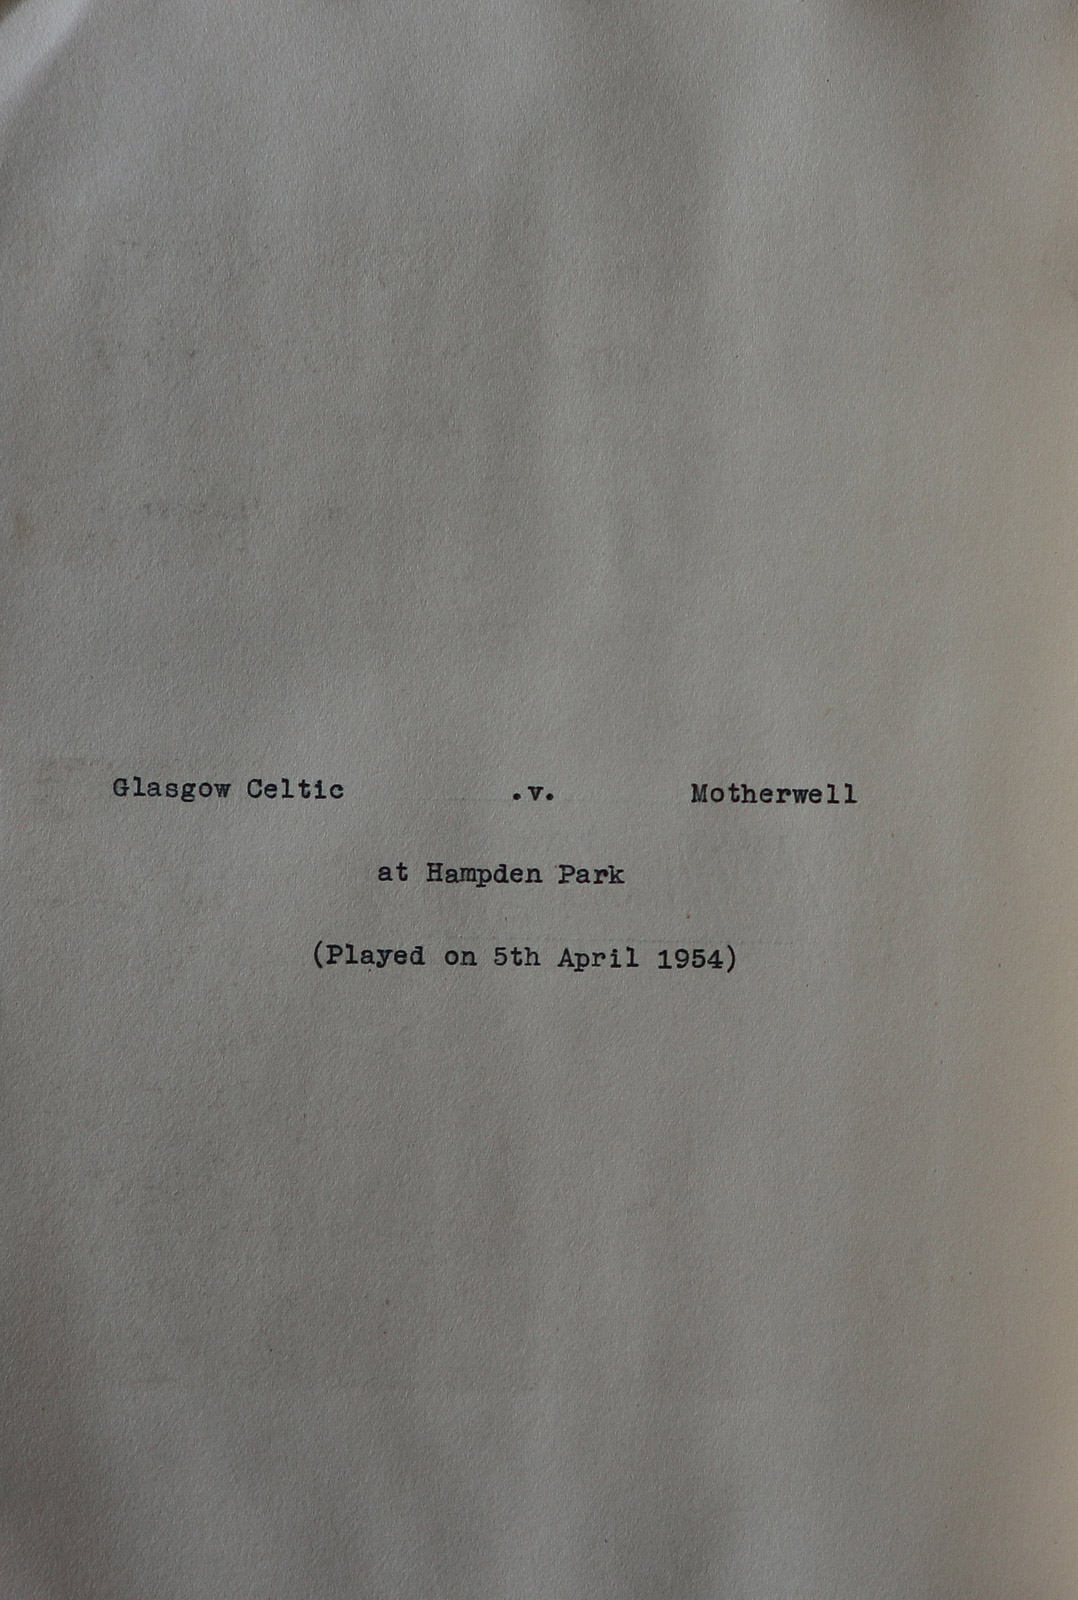 Glasgow Celtic .v. Motherwell
at Hampden Park
(Played on 5th April 1954)